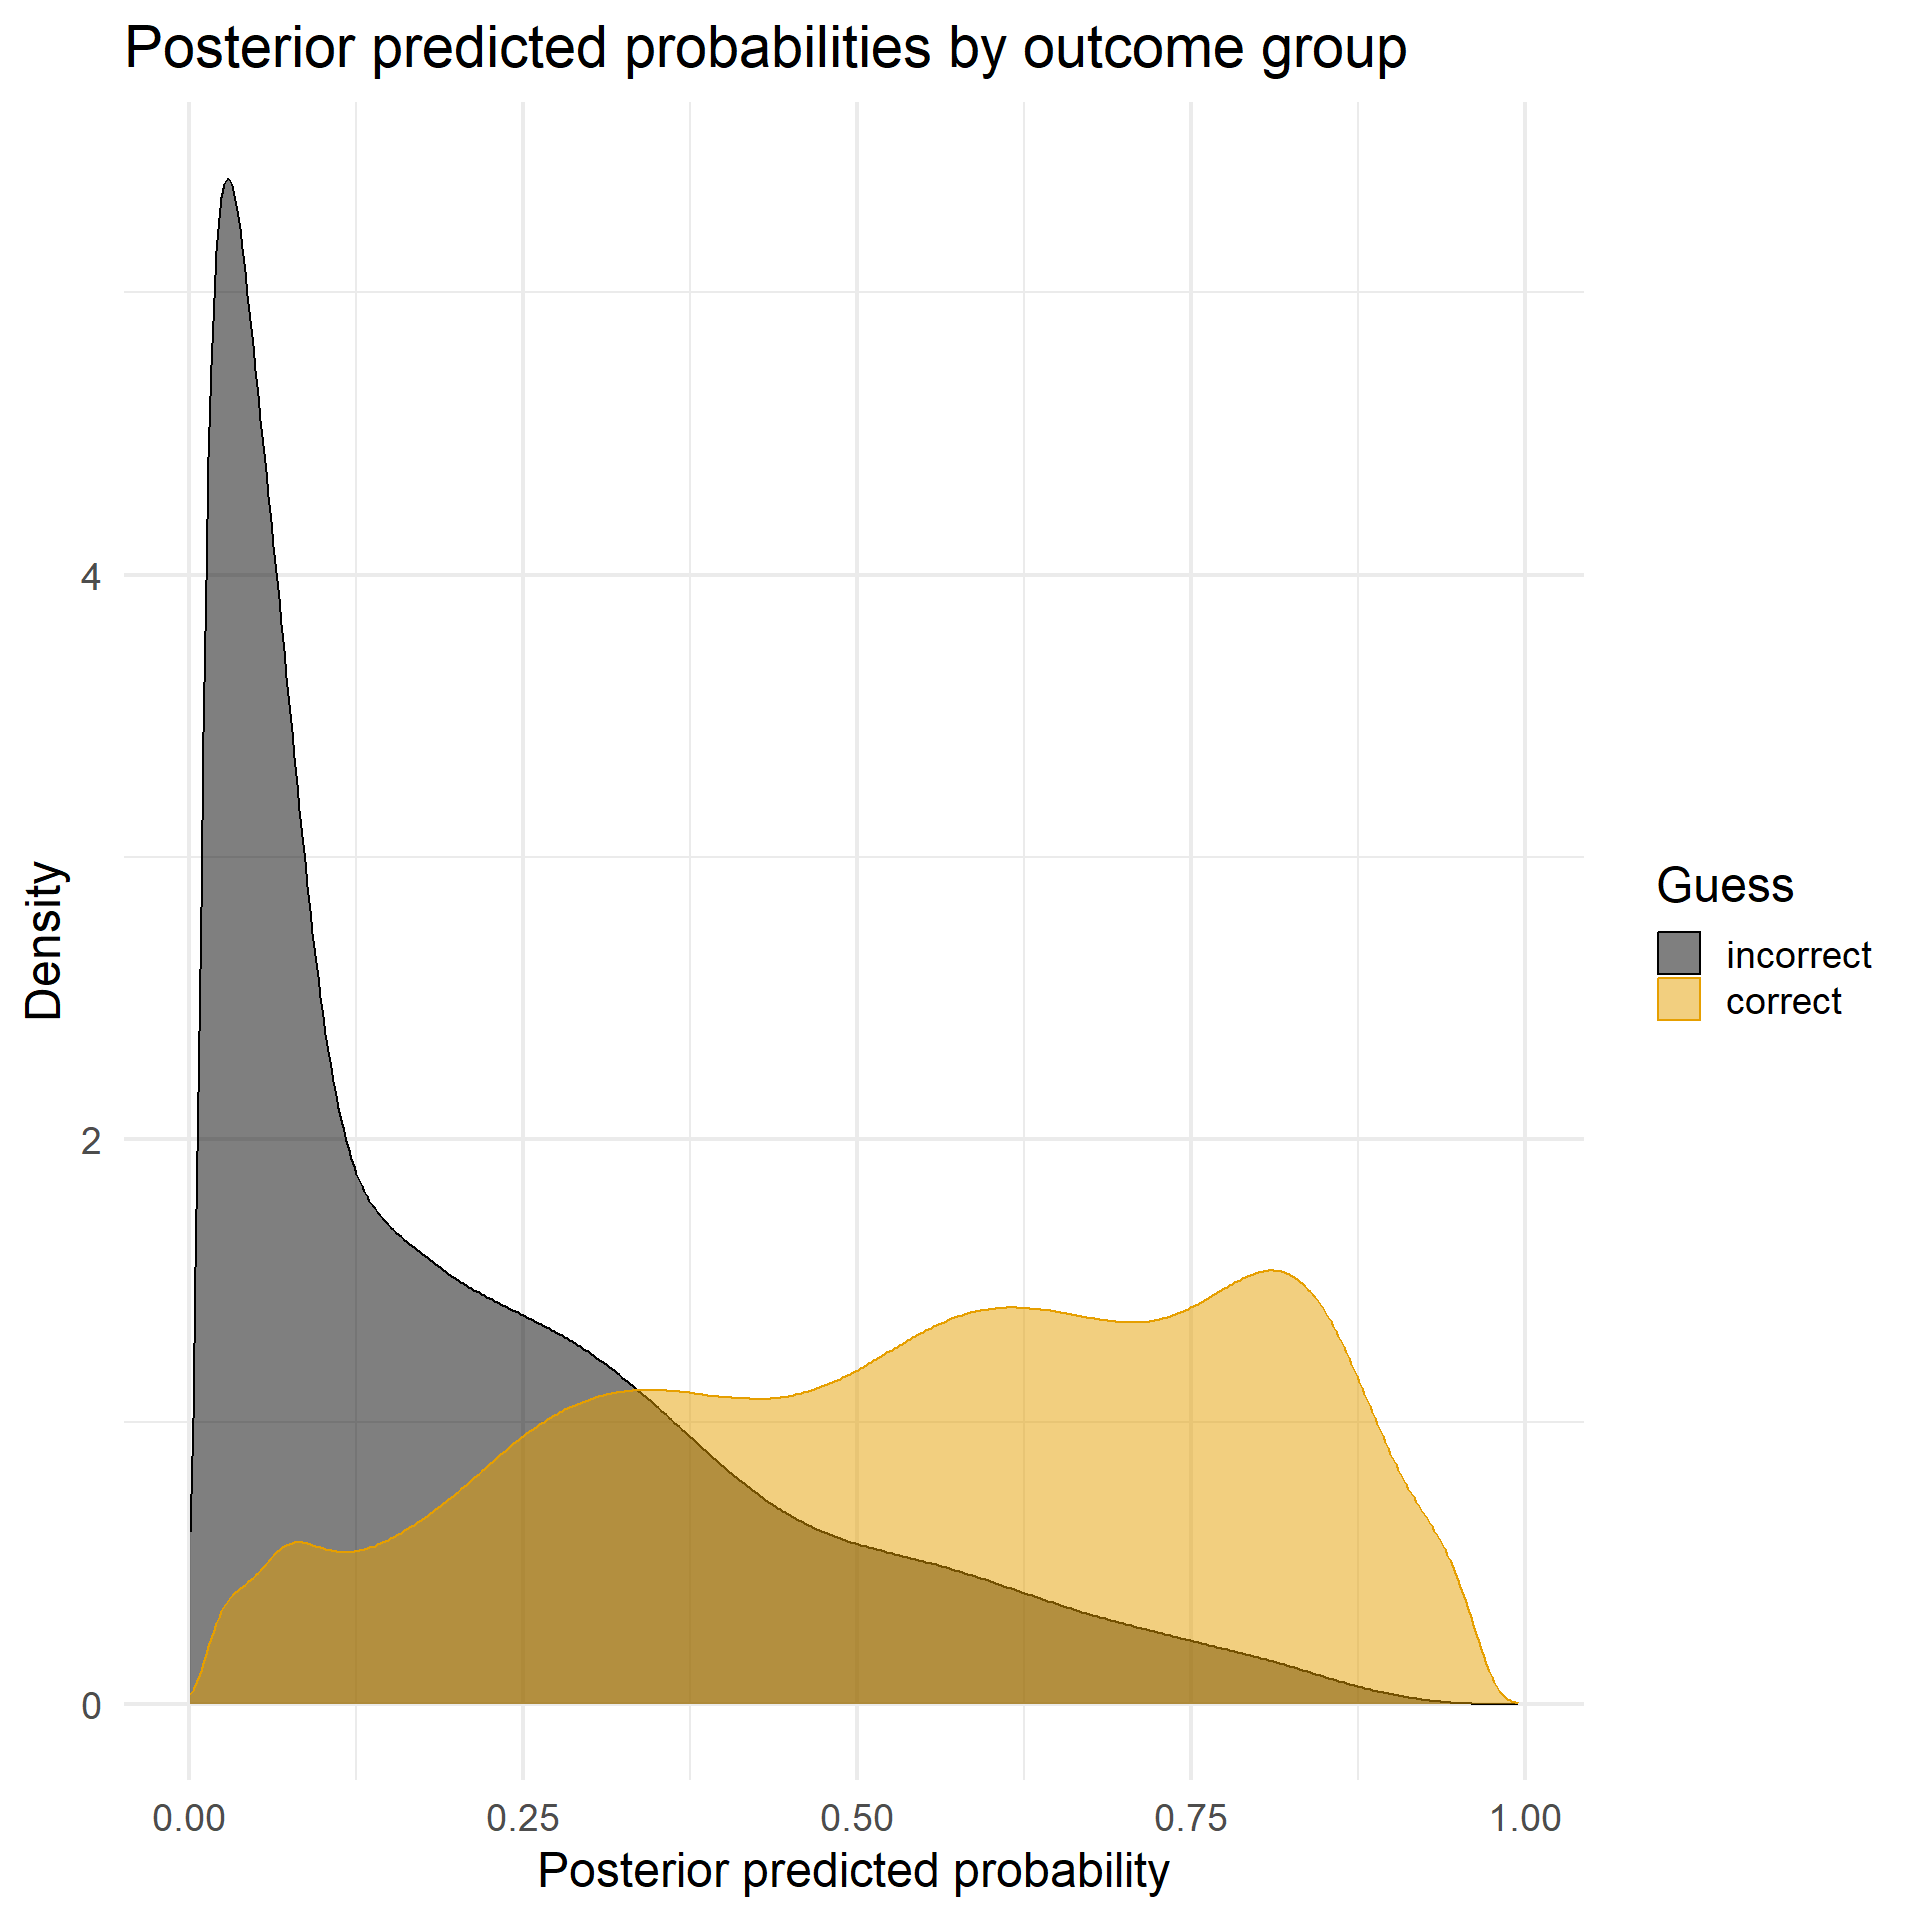 Posterior predicted probabilities by outcome group
4
2
0
Density
0.00 0.25 0.50 0.75 1.00
Posterior predicted probability
Guess
incorrect
correct